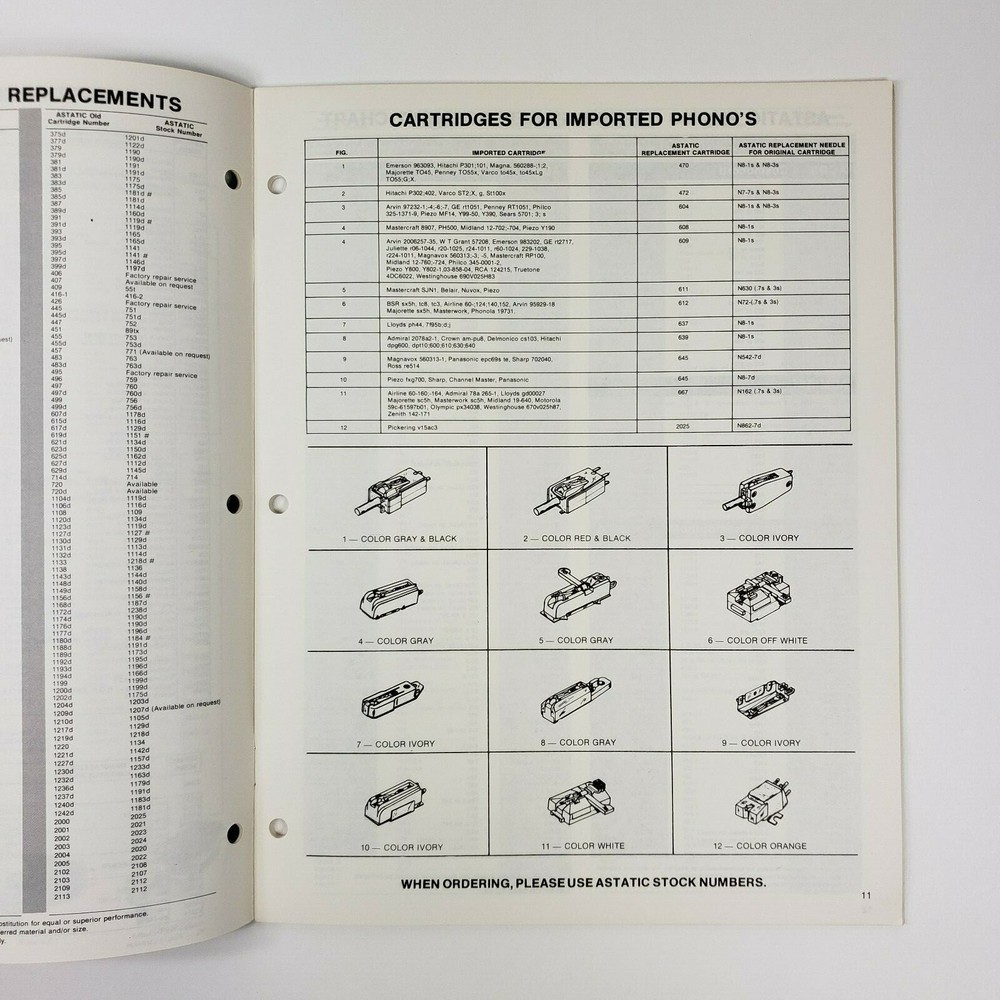 REPLACEMENTS
ASTATIC Old Cartridge Number ASTATIC Stock Number
375d 1201d
377d 1122d
379 1190
379d 1190d
381 1191
381d 1191d
383 1175
383d 1175d
385 1181d #
385d 1181d
387 1114d
389d 1160d
391 1119d #
391d 1119d
393 1165
393d 1165d
395 1141
395d 1141 #
397d 1146d
399d 1197d
406 Factory repair service
407 Available on request
409 551
416-1 416-2
426 Factory repair service
445 751
445d 751d
447 752
451 89tx
455 753
455d 753d
457 771 (Available on request)
483 763
483d 763d
495 Factory repair service
496 759
497 760
497d 760d
499 756
499d 756d
607d 1178d
615d 1116d
617d 1129d
619d 1151 #
621d 1134d
623d 1150d
625d 1162d
627d 1112d
629d 1145d
714d 714
720 Available
720d Available
1104d 1119d
1106d 1116d
1108 1109
1120d 1134d
1123d 1119d
1127d 1127 #
1130d 1129d
1131d 1113d
1132d 1114d
1133 1218d #
1138 1136
1143d 1144d
1148d 1140d
1149d 1158d
1156d 1156 #
1168d 1187d
1172d 1238d
1174d 1190d
1176d 1190d
1177d 1196d
1180d 1184 #
1188d 1191d
1189d 1173d
1192d 1195d
1193d 1196d
1194d 1166d
1199 1199d
1200d 1199d
1202d 1175d
1204d 1203d
1209d 1207d (Available on request)
1210d 1105d
1217d 1129d
1219d 1218d
1220 1134
1221d 1142d
1227d 1157d
1230d 1233d
1232d 1163d
1236d 1179d
1237d 1191d
1240d 1183d
1242d 1181d
2000 2025
2001 2021
2002 2023
2003 2024
2004 2020
2005 2022
2102 2108
2103 2107
2109 2112
2113 2112
ostitution for equal or superior performance.
erred material and/or size.
ly.
CARTRIDGES FOR IMPORTED PHONO'S
FIG. IMPORTED CARTRIDGE ASTATIC REPLACEMENT CARTRIDGE ASTATIC REPLACEMENT NEEDLE FOR ORIGINAL CARTRIDGE
1 Emerson 963093, Hitachi P301;101, Magna. 560288-;1;2, 470 N8-1s & N8-3s
Majorette TO45, Penney TO55x, Varco to45x, to45xLg
TO55;G;X.
2 Hitachi P302;402, Varco ST2;X, g, St100x 472 N7-7s & N8-3s
3 Arvin 97232-1;-4;-6;-7, GE rt1051, Penney RT1051, Philco 604 N8-1s & N8-3s
325-1371-9, Piezo MF14, Y99-50, Y390, Sears 5701; 3; s
4 Mastercraft 8907, PH500, Midland 12-702;-704, Piezo Y190 608 N8-1s
4 Arvin 2006257-35, W T Grant 57208, Emerson 983202, GE rt2717, 609 N8-1s
Juliette r06-1044, r20-1025, r24-1011, r60-1024, 229-1038,
r224-1011, Magnavox 560313;-3; -5, Mastercraft RP100,
Midland 12-760;-724, Philco 345-0001-2,
Piezo Y800, Y802-1,03-858-04, RCA 124215, Truetone
4DC6022, Westinghouse 690V025H83
5 Mastercraft SJN1, Belair, Nuvox, Piezo 611 N630 (.7s & 3s)
6 BSR sx5h, tc8, tc3, Airline 60-;124;140,152, Arvin 95929-18 612 N72-(.7s & 3s)
Majorette sx5h, Masterwork, Phonola 19731.
7 Lloyds ph44, 7f95b;d;j 637 N8-1s
8 Admiral 2078a2-1, Crown am-pu8, Delmonico cs103, Hitachi 639 N8-1s
dpg600, dpt10;600;610;630;640
9 Magnavox 560313-1, Panasonic epc69s te, Sharp 702040, 645 N542-7d
Ross re514
10 Piezo fxg700, Sharp, Channel Master, Panasonic 645 N8-7d
11 Airline 60-160;-164, Admiral 78a 265-1, Lloyds gd00027 667 N162 (.7s & 3s)
Majorette sc5h, Masterwork sc5h, Midland 19-640, Motorola
59c-61597b01, Olympic px34038, Westinghouse 670v025h87,
Zenith 142-171
12 Pickering v15ac3 2025 N862-7d
1 — COLOR GRAY & BLACK 2 — COLOR RED & BLACK 3 — COLOR IVORY
4 — COLOR GRAY 5 — COLOR GRAY 6 — COLOR OFF WHITE
7 — COLOR IVORY 8 — COLOR GRAY 9 — COLOR IVORY
10 — COLOR IVORY 11 — COLOR WHITE 12 — COLOR ORANGE
WHEN ORDERING, PLEASE USE ASTATIC STOCK NUMBERS.
11